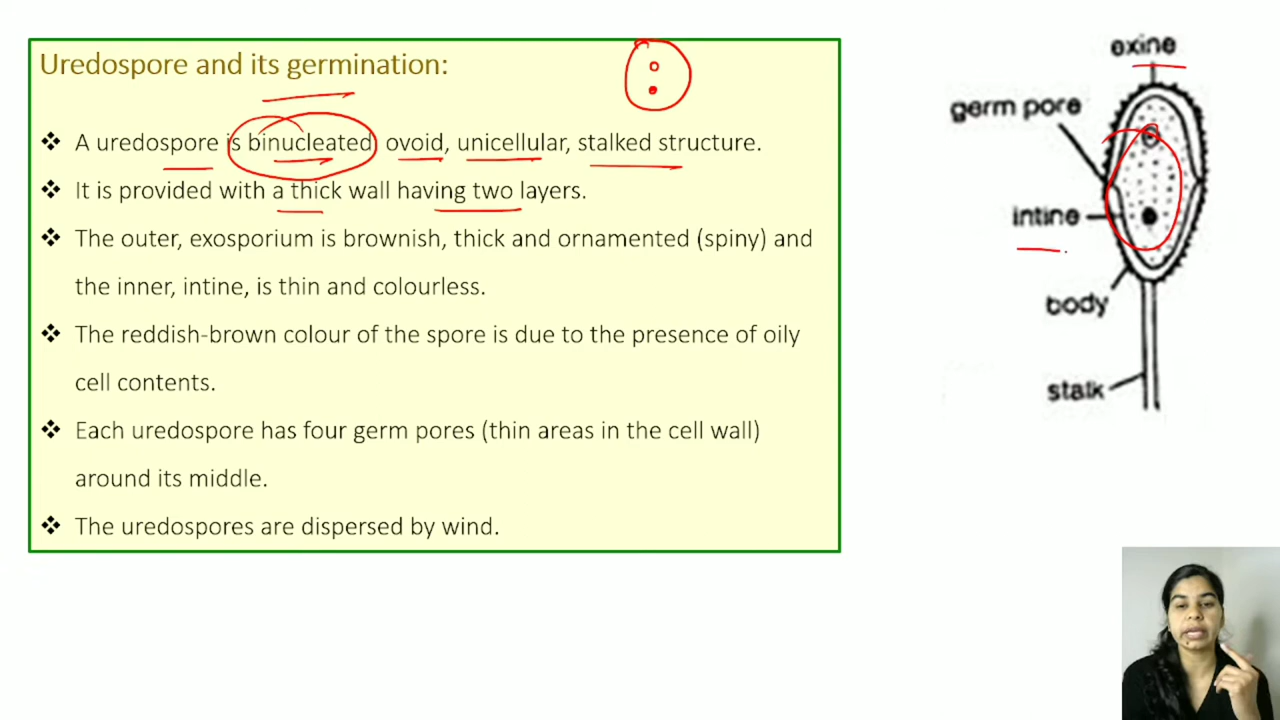 Uredospore and its germination:
❖ A uredospore is binucleated, ovoid, unicellular, stalked structure.
❖ It is provided with a thick wall having two layers.
❖ The outer, exosporium is brownish, thick and ornamented (spiny) and
the inner, intine, is thin and colourless.
❖ The reddish-brown colour of the spore is due to the presence of oily
cell contents.
❖ Each uredospore has four germ pores (thin areas in the cell wall)
around its middle.
❖ The uredospores are dispersed by wind.
exine
germ pore
intine
body
stalk